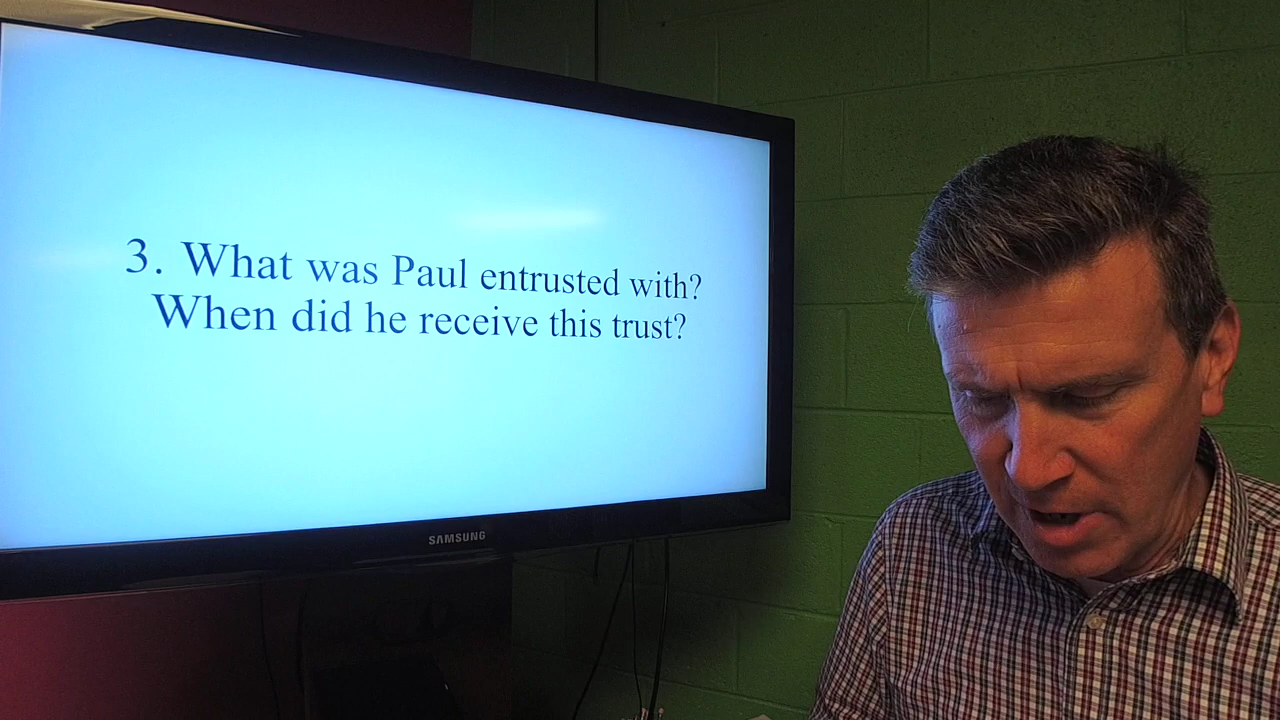 3. What was Paul entrusted with?
When did he receive this trust?
SAMSUNG